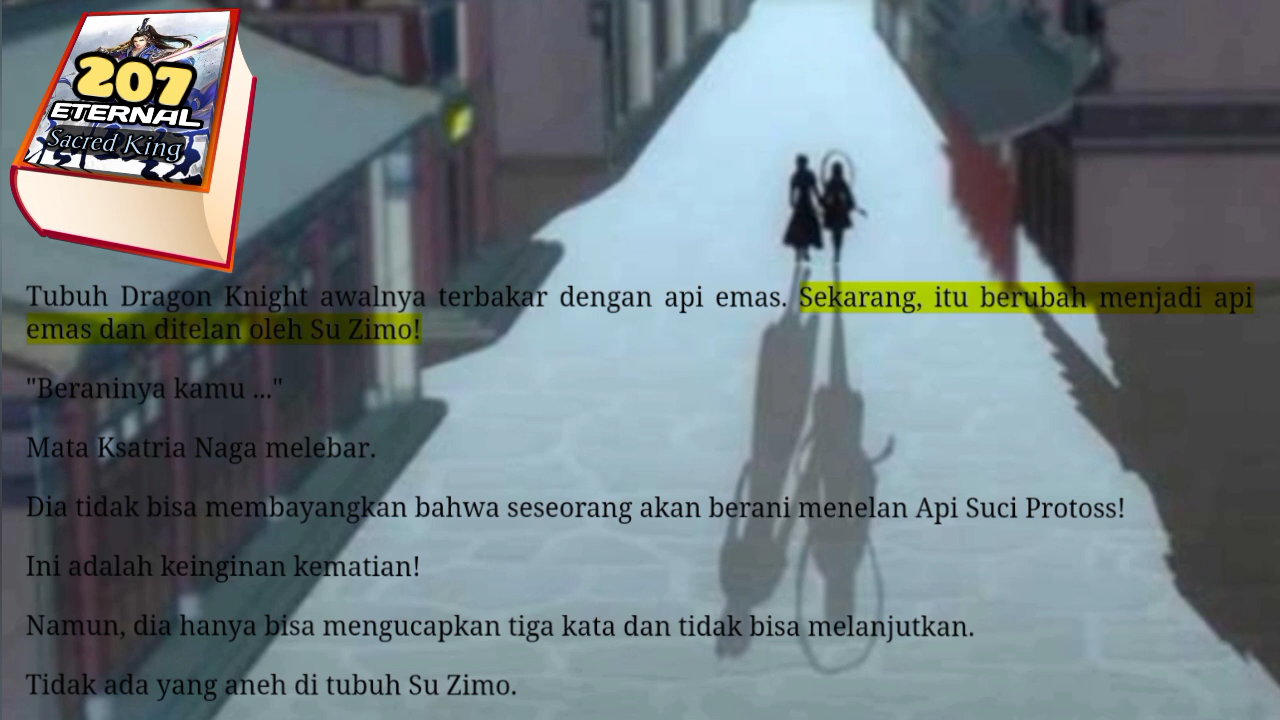 207
ETERNAL
Sacred King
Tubuh Dragon Knight awalnya terbakar dengan api emas. Sekarang, itu berubah menjadi api
emas dan ditelan oleh Su Zimo!
"Beraninya kamu ..."
Mata Ksatria Naga melebar.
Dia tidak bisa membayangkan bahwa seseorang akan berani menelan Api Suci Protoss!
Ini adalah keinginan kematian!
Namun, dia hanya bisa mengucapkan tiga kata dan tidak bisa melanjutkan.
Tidak ada yang aneh di tubuh Su Zimo.